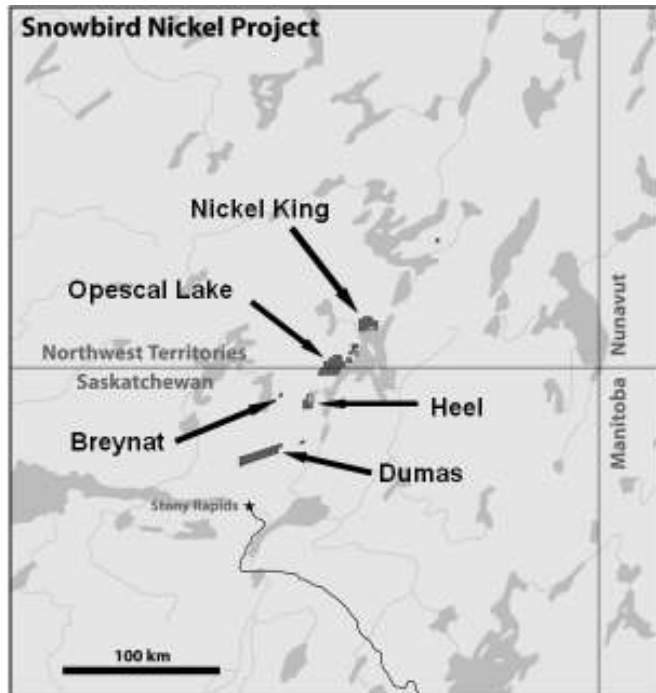 Snowbird Nickel Project
Nickel King
Opescal Lake
Northwest Territories
Saskatchewan
Nunavut
Manitoba
Breynat
Heel
Dumas
Stony Rapids
100 km